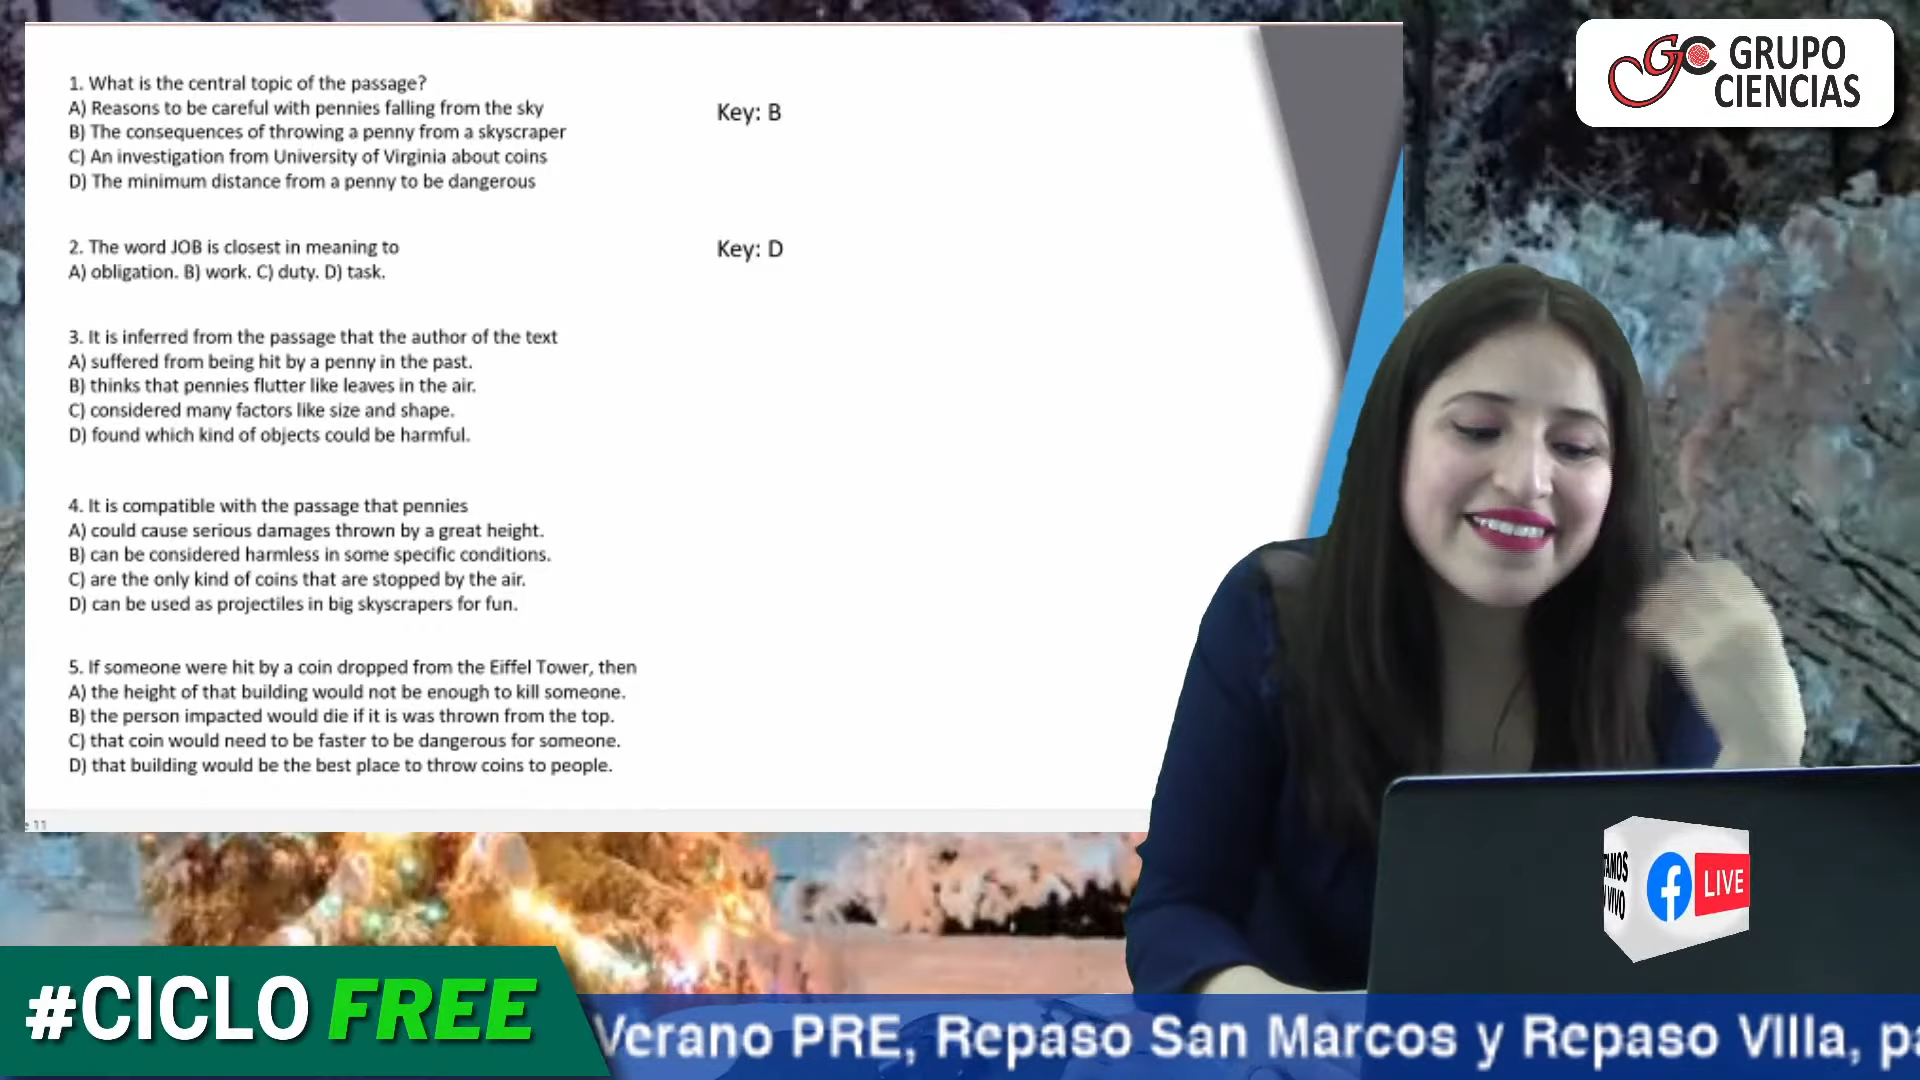 1. What is the central topic of the passage?
A) Reasons to be careful with pennies falling from the sky
B) The consequences of throwing a penny from a skyscraper
C) An investigation from University of Virginia about coins
D) The minimum distance from a penny to be dangerous
Key: B
2. The word JOB is closest in meaning to
A) obligation. B) work. C) duty. D) task.
Key: D
3. It is inferred from the passage that the author of the text
A) suffered from being hit by a penny in the past.
B) thinks that pennies flutter like leaves in the air.
C) considered many factors like size and shape.
D) found which kind of objects could be harmful.
4. It is compatible with the passage that pennies
A) could cause serious damages thrown by a great height.
B) can be considered harmless in some specific conditions.
C) are the only kind of coins that are stopped by the air.
D) can be used as projectiles in big skyscrapers for fun.
5. If someone were hit by a coin dropped from the Eiffel Tower, then
A) the height of that building would not be enough to kill someone.
B) the person impacted would die if it is was thrown from the top.
C) that coin would need to be faster to be dangerous for someone.
D) that building would be the best place to throw coins to people.
11
GC GRUPO
CIENCIAS
TAMOS
VIVO
f LIVE
#CICLO FREE
Verano PRE, Repaso San Marcos y Repaso VIlla, pa